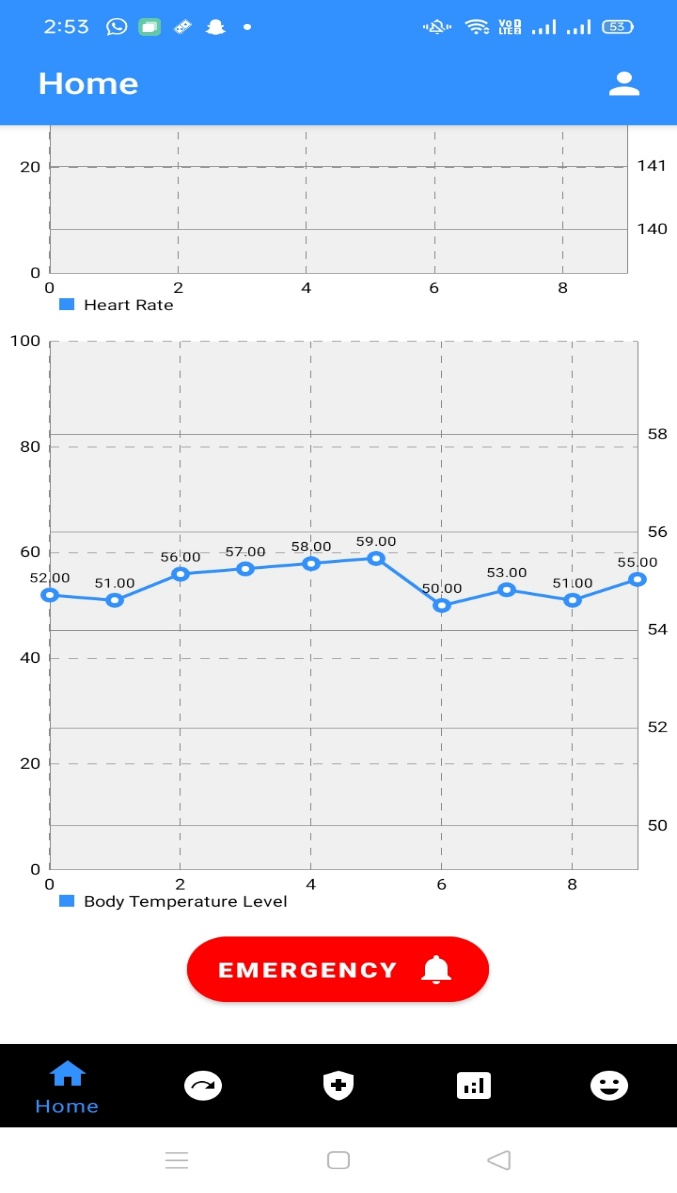 2:53 VoD LTE2 53
Home
20 141
140
0
0 2 4 6 8
Heart Rate
100
58
80
56
60
52.00 51.00 56.00 57.00 58.00 59.00 50.00 53.00 51.00 55.00
54
40
52
20
50
0
0 2 4 6 8
Body Temperature Level
EMERGENCY
Home